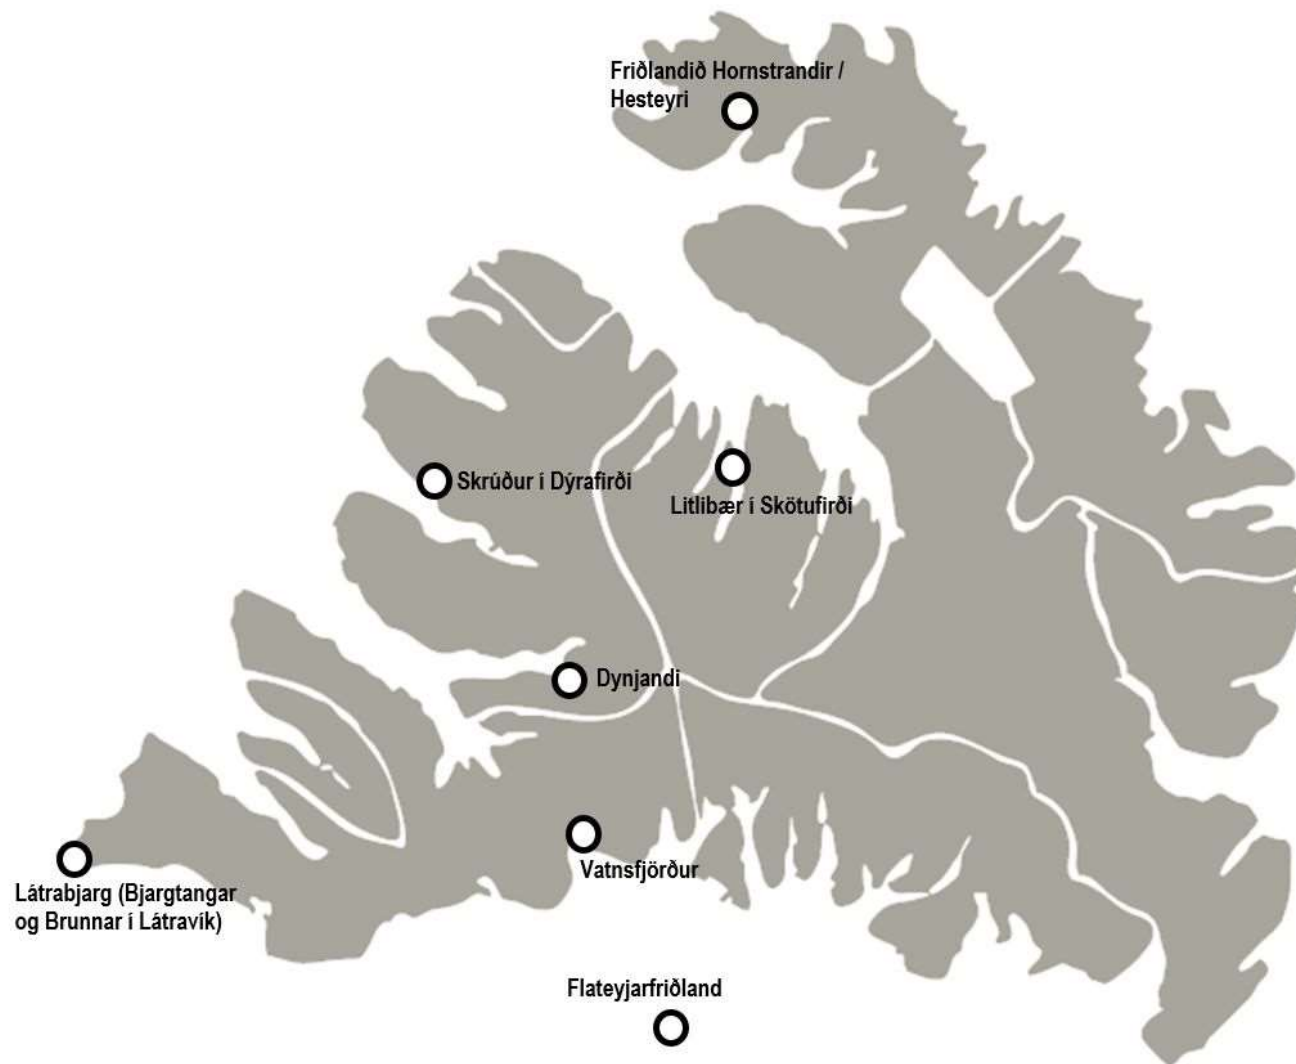 Friðlandið Hornstrandir /
Hesteyri
Skrúður í Dýrafirði
Litlibær í Skötufirði
Dynjandi
Vatnsfjörður
Látrabjarg (Bjargtangar
og Brunnar í Látravík)
Flateyjarfriðland